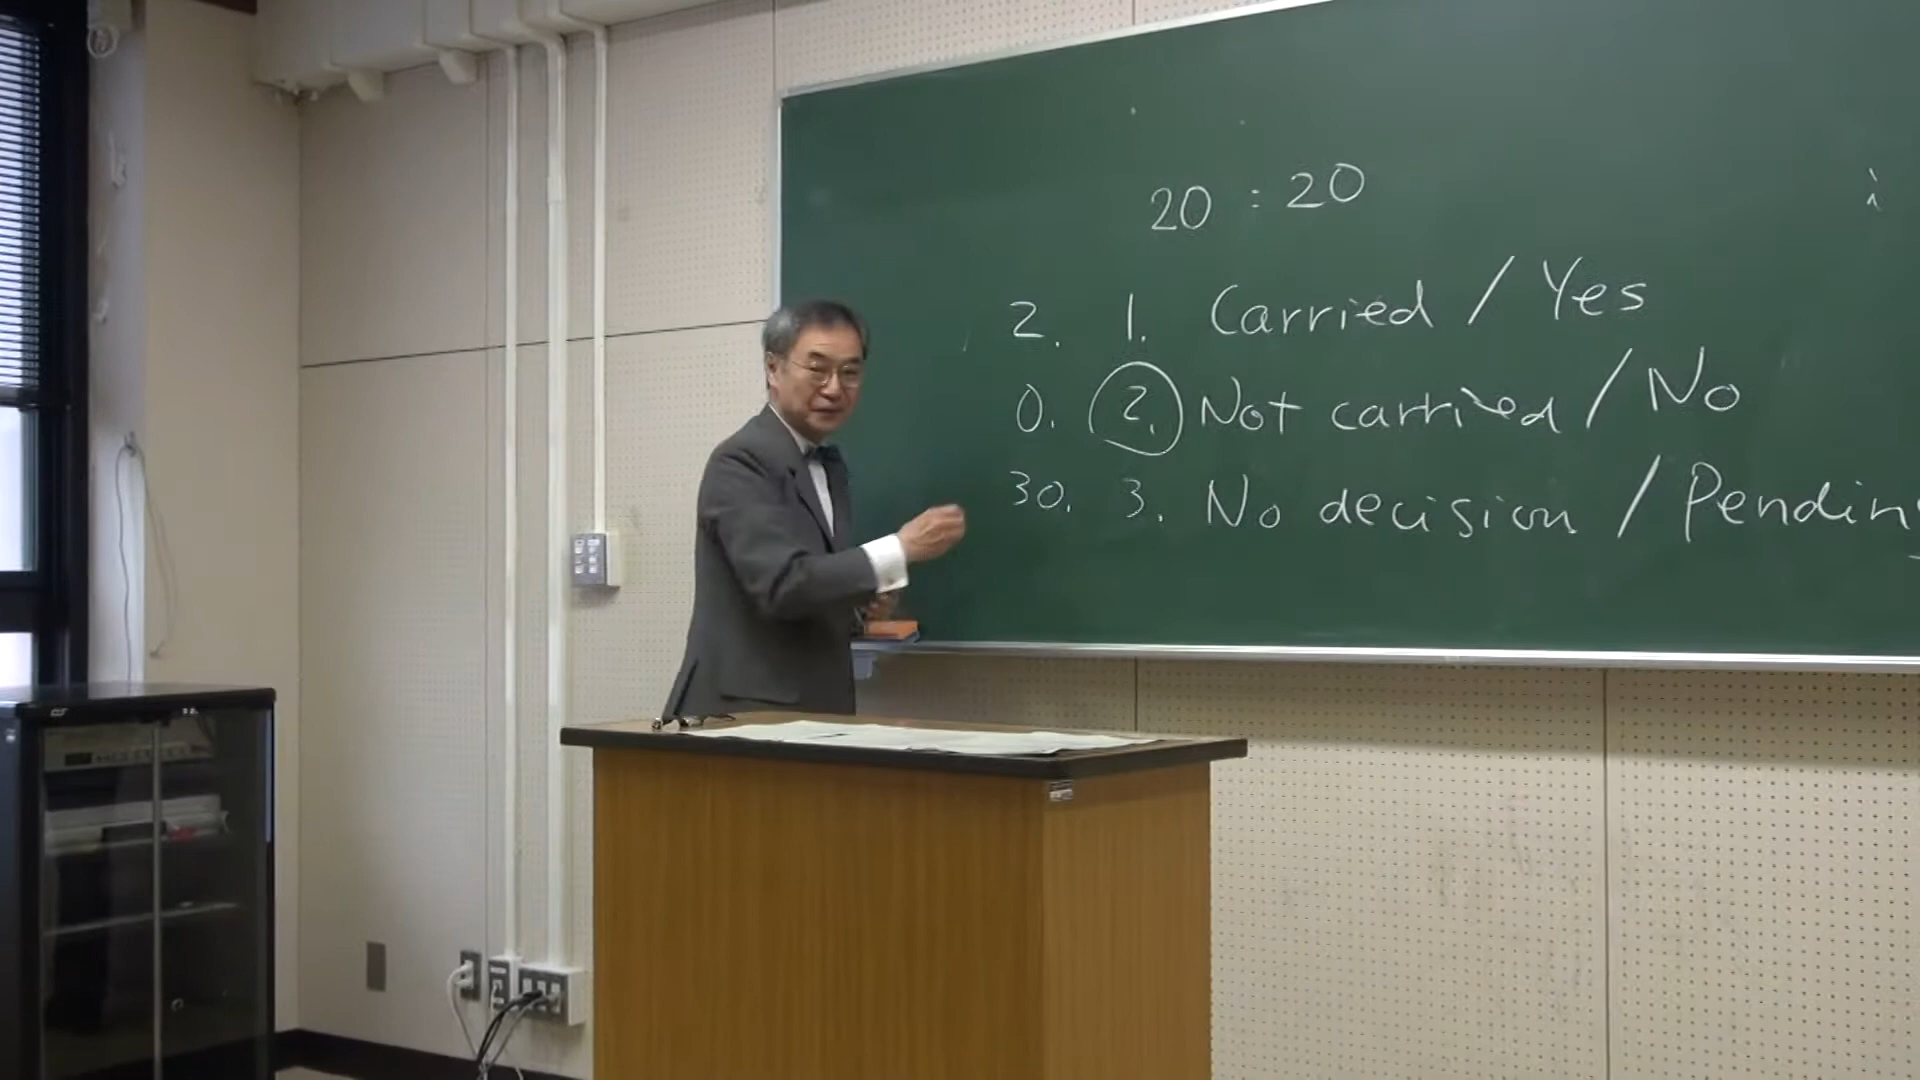 20 : 20
2. 1. Carried / Yes
0. 2. Not carried / No
30. 3. No decision / Pending
i